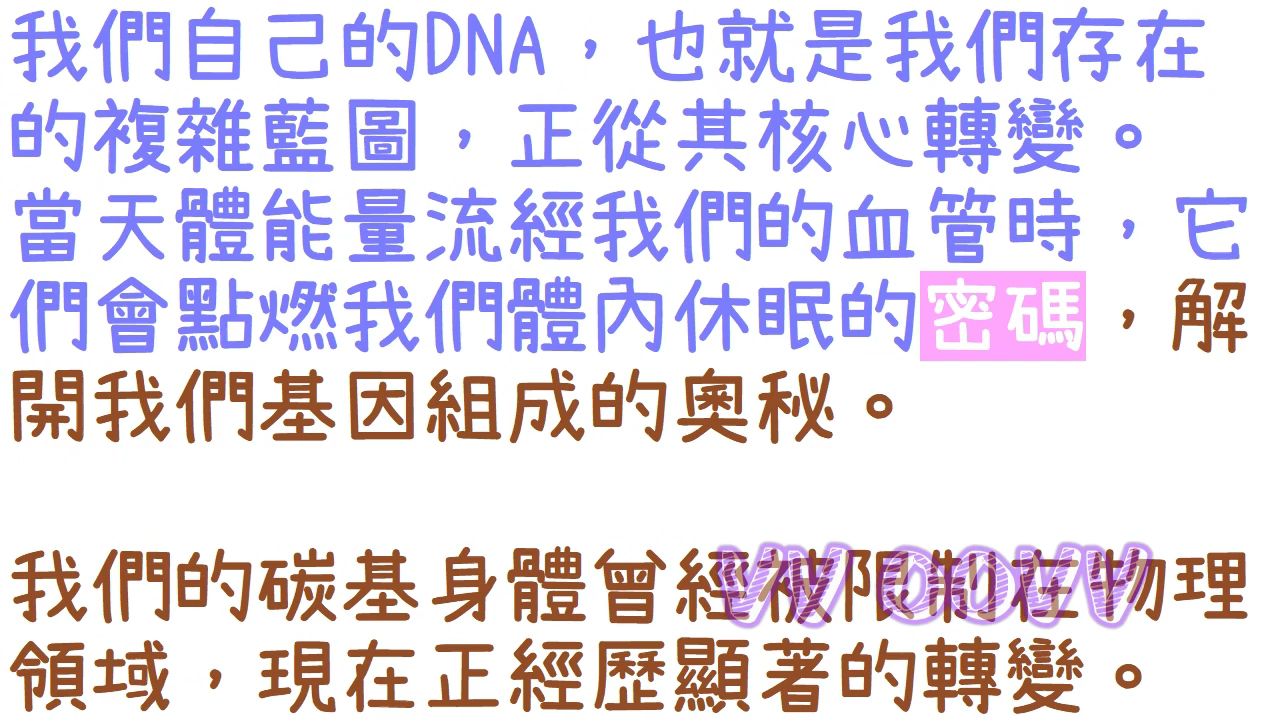 我們自己的DNA，也就是我們存在
的複雜藍圖，正從其核心轉變。
當天體能量流經我們的血管時，它
們會點燃我們體內休眠的密碼，解
開我們基因組成的奧秘。
我們的碳基身體曾經被限制在物理
領域，現在正經歷顯著的轉變。